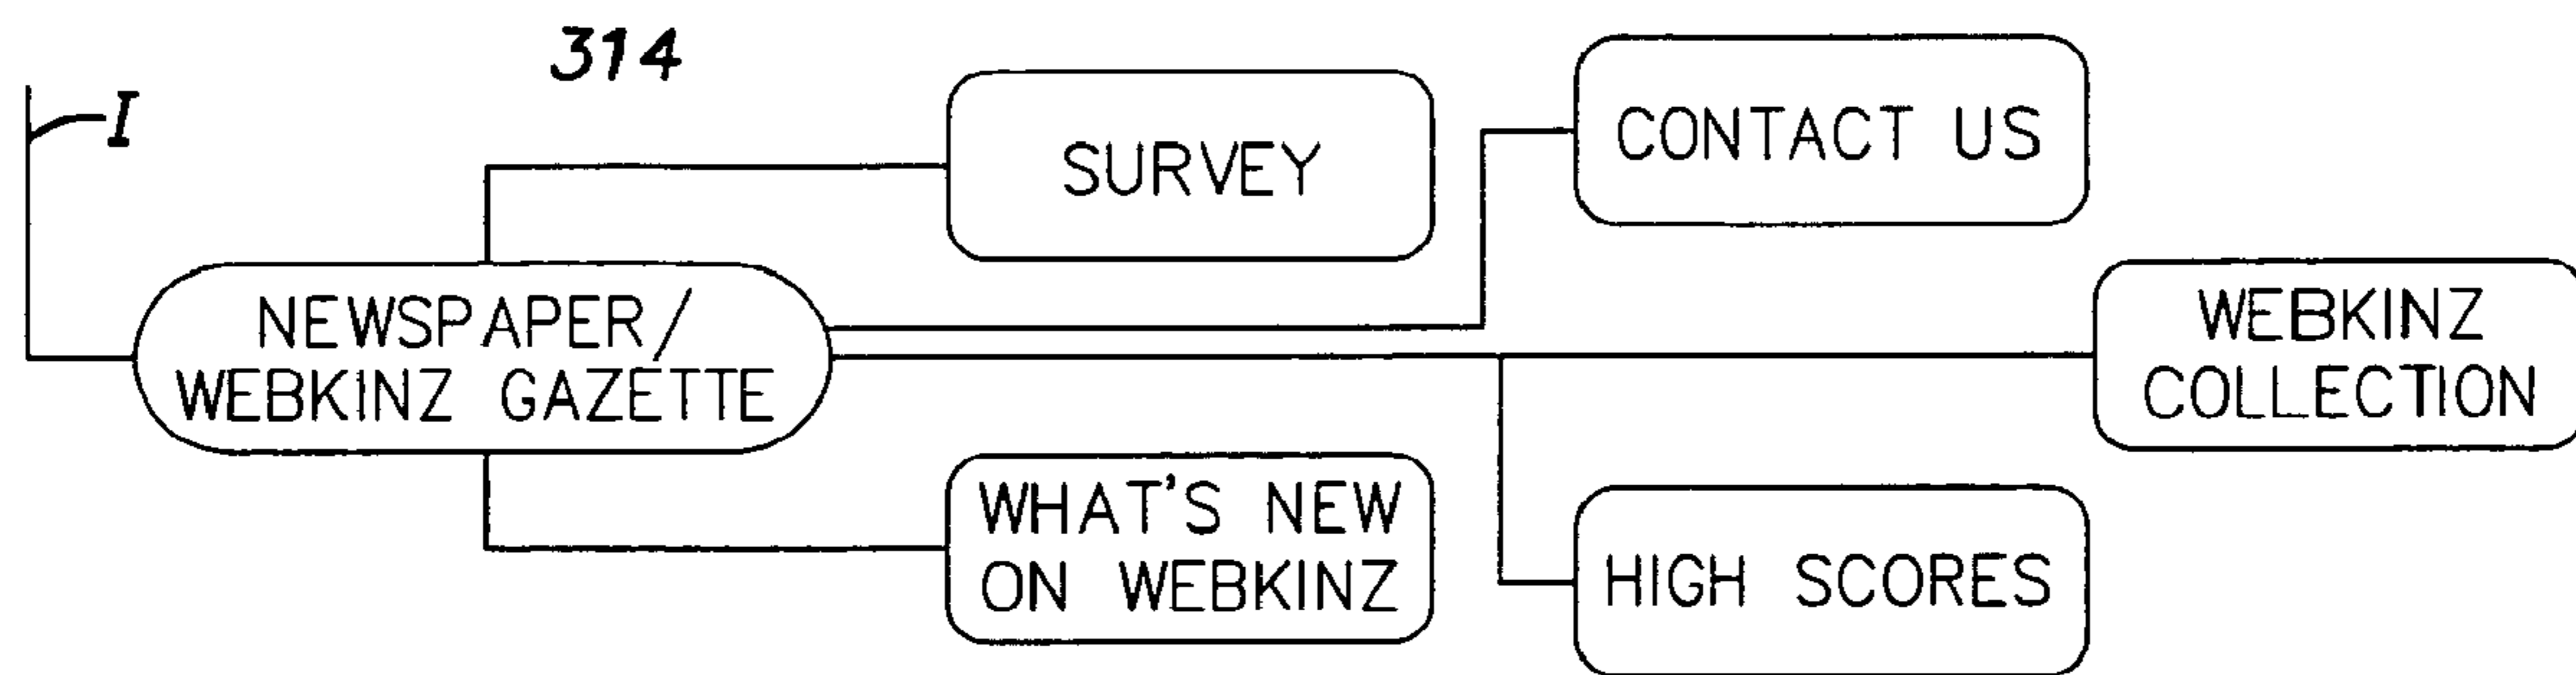 314
I
SURVEY
CONTACT US
NEWSPAPER/
WEBKINZ GAZETTE
WEBKINZ
COLLECTION
WHAT'S NEW
ON WEBKINZ
HIGH SCORES